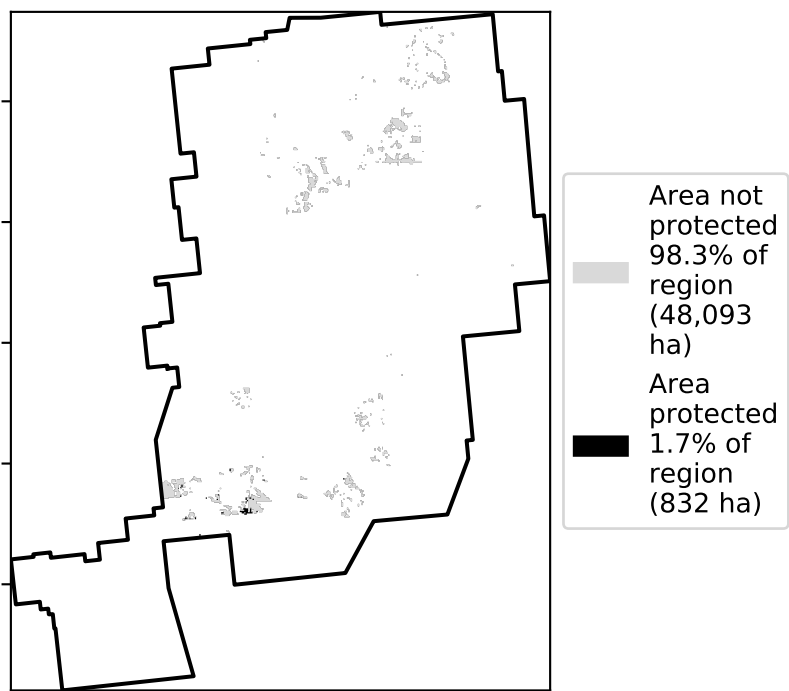 Area not
protected
98.3% of
region
(48,093
ha)
Area
protected
1.7% of
region
(832 ha)